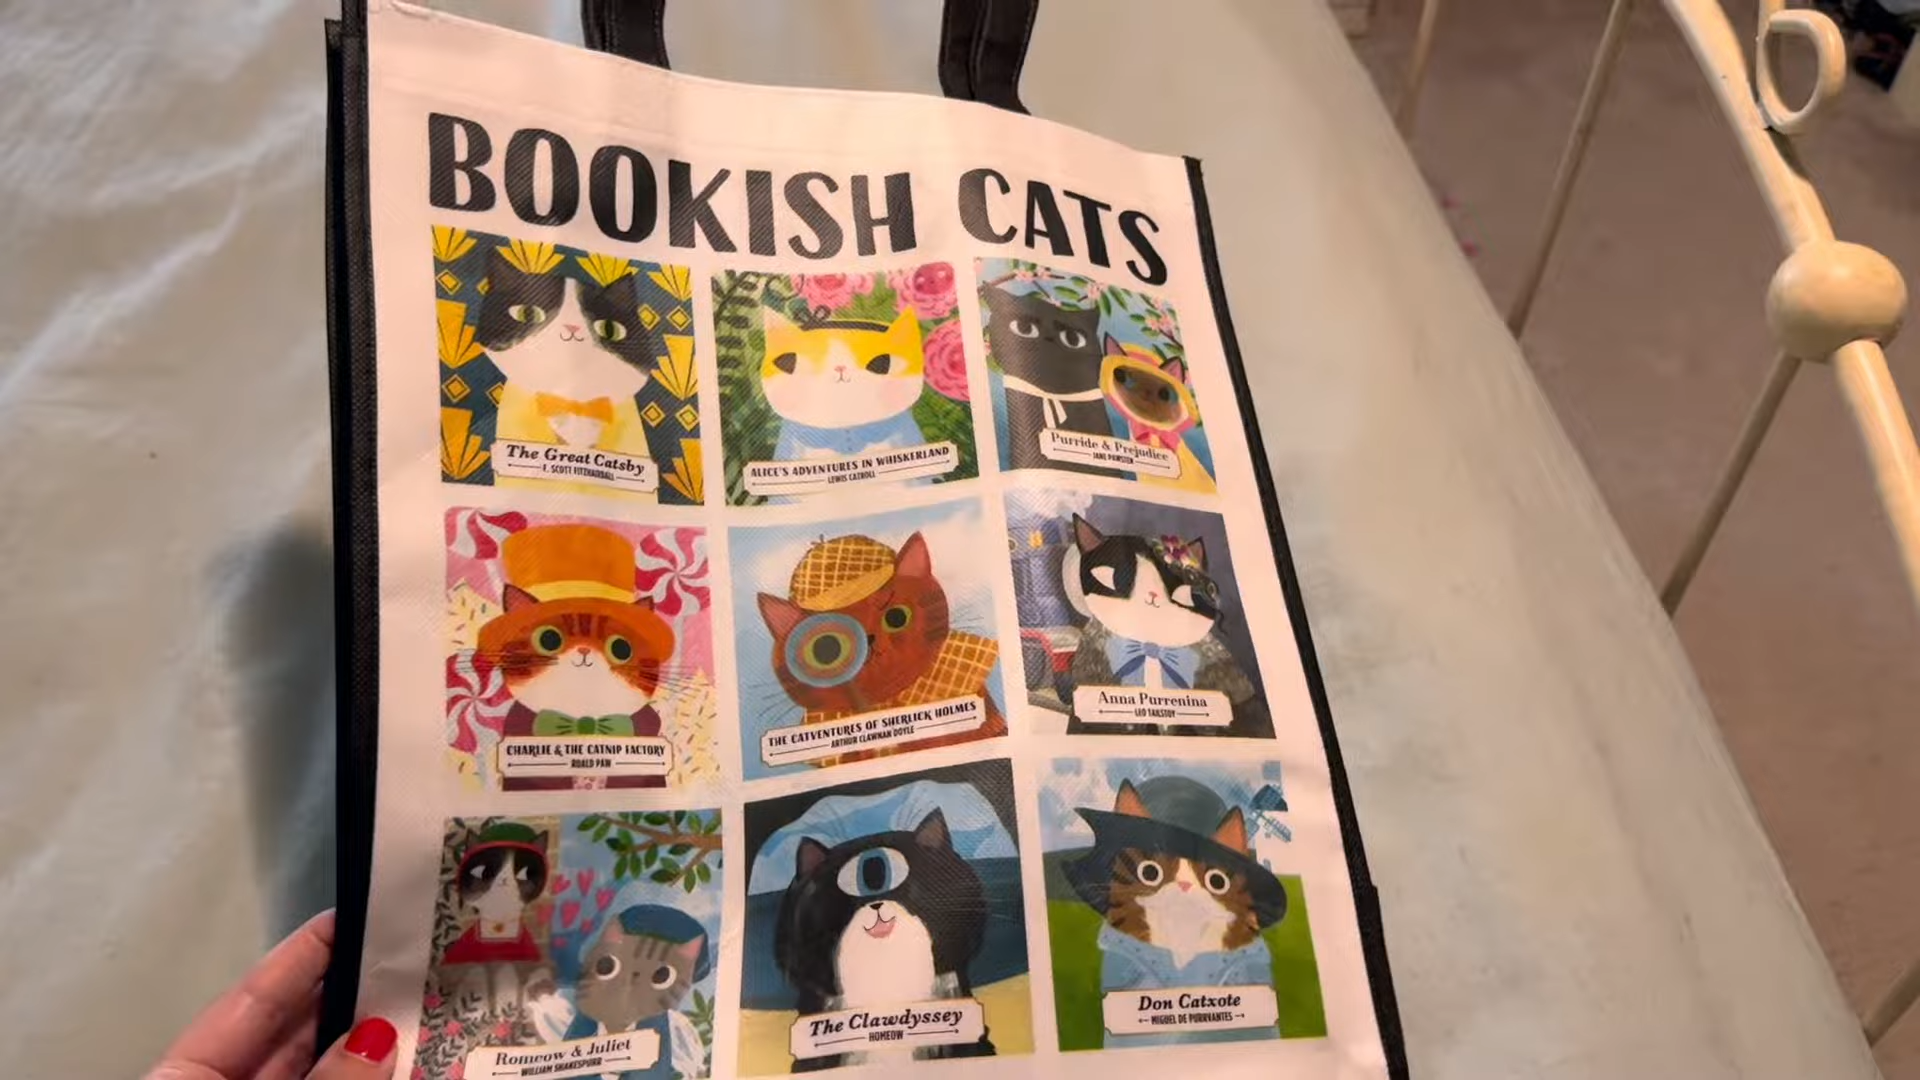 BOOKISH CATS
The Great Catsby
F. SCOTT FITZHAIRBALL
ALICE'S ADVENTURES IN WHISKERLAND
LEWIS CATROLL
Purride & Prejudice
JANE PAWSTEN
CHARLIE & THE CATNIP FACTORY
ROALD PAW
THE CATVENTURES OF SHERLICK HOLMES
ARTHUR CLAWNAN DOYLE
Anna Purrenina
LEO TAILSTOY
Romeow & Juliet
WILLIAM SHAKESPURR
The Clawdyssey
HOMEOW
Don Catxote
MIGUEL DE PURRVANTES